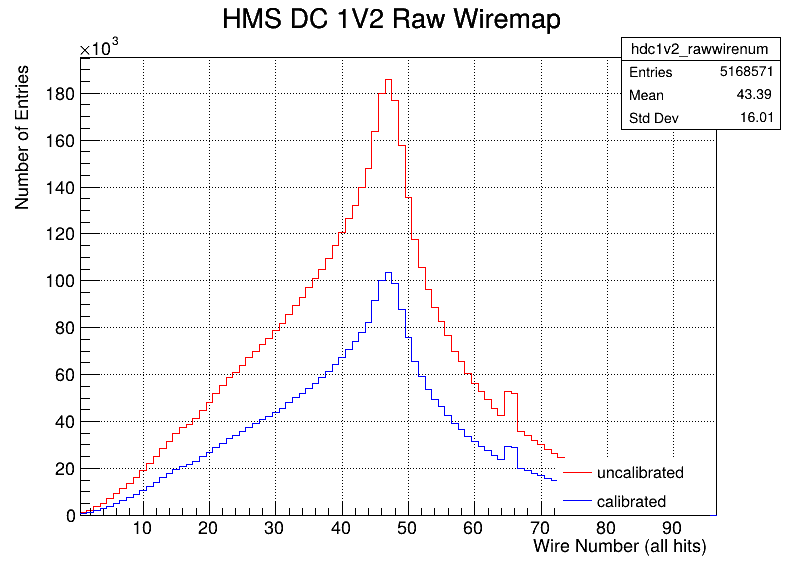 HMS DC 1V2 Raw Wiremap
×10³
hdc1v2_rawwirenum
Entries 5168571
Mean 43.39
Std Dev 16.01
Number of Entries
180
160
140
120
100
80
60
40
20
0
uncalibrated
calibrated
10 20 30 40 50 60 70 80 90
Wire Number (all hits)